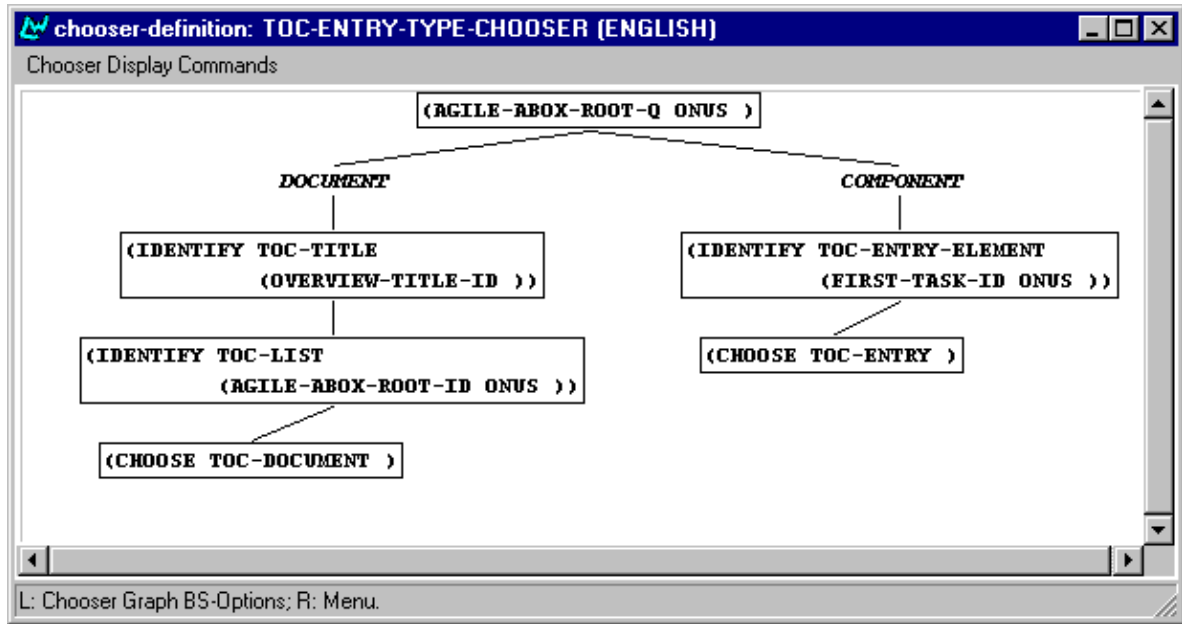 chooser-definition: TOC-ENTRY-TYPE-CHOOSER (ENGLISH)
Chooser Display Commands
(AGILE-ABOX-ROOT-Q ONUS )
DOCUMENT
COMPONENT
(IDENTIFY TOC-TITLE
(OVERVIEW-TITLE-ID ))
(IDENTIFY TOC-ENTRY-ELEMENT
(FIRST-TASK-ID ONUS ))
(IDENTIFY TOC-LIST
(AGILE-ABOX-ROOT-ID ONUS ))
(CHOOSE TOC-ENTRY )
(CHOOSE TOC-DOCUMENT )
L: Chooser Graph BS-Options; R: Menu.